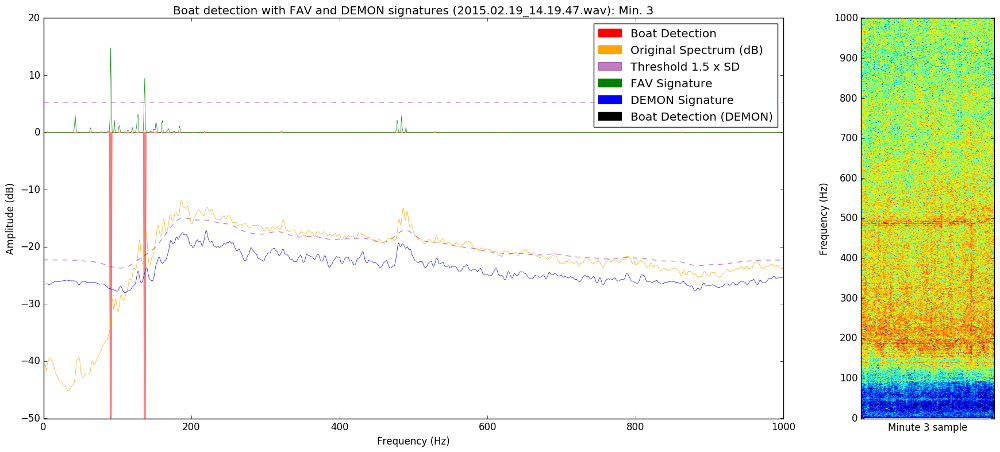 Boat detection with FAV and DEMON signatures (2015.02.19_14.19.47.wav): Min. 3
Boat Detection
Original Spectrum (dB)
Threshold 1.5 x SD
FAV Signature
DEMON Signature
Boat Detection (DEMON)
Amplitude (dB)
20
10
0
−10
−20
−30
−40
−50
0
200
400
600
800
1000
Frequency (Hz)
Frequency (Hz)
1000
900
800
700
600
500
400
300
200
100
0
Minute 3 sample